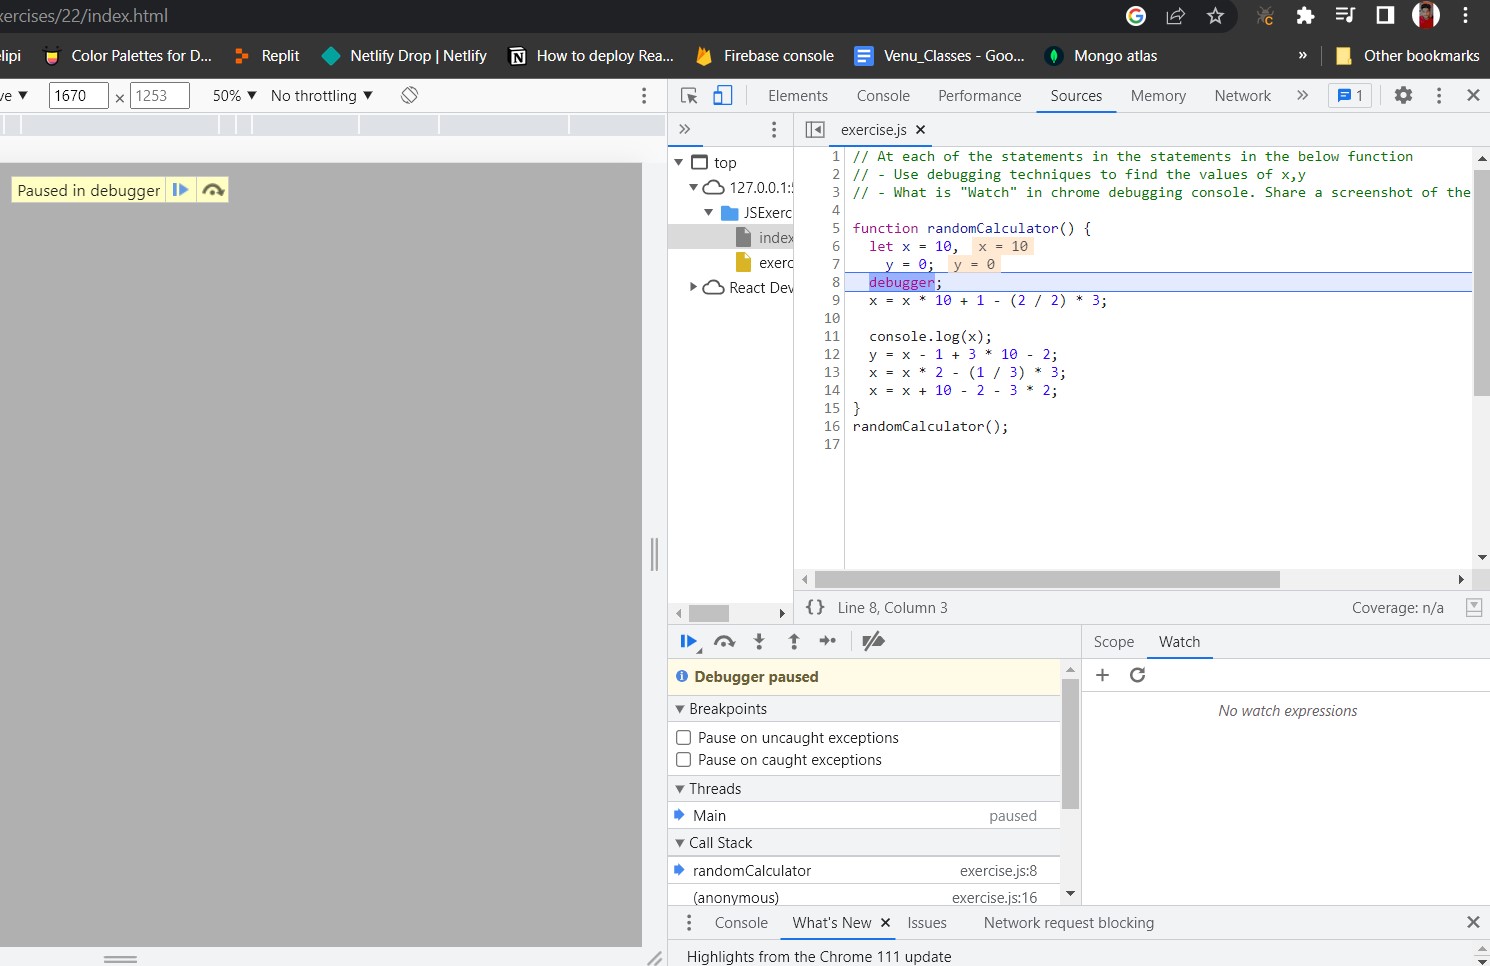 xercises/22/index.html
elipi Color Palettes for D... Replit Netlify Drop | Netlify How to deploy Rea... Firebase console Venu_Classes - Goo... Mongo atlas » Other bookmarks
ve ▼ 1670 × 1253 50% ▼ No throttling ▼
Elements Console Performance Sources Memory Network » 1
» exercise.js ×
Paused in debugger
top
127.0.0.1:5
JSExerc
index
exerc
React Dev
1 // At each of the statements in the statements in the below function
2 // - Use debugging techniques to find the values of x,y
3 // - What is "Watch" in chrome debugging console. Share a screenshot of the
4
5 function randomCalculator() {
6 let x = 10, x = 10
7 y = 0; y = 0
8 debugger;
9 x = x * 10 + 1 - (2 / 2) * 3;
10
11 console.log(x);
12 y = x - 1 + 3 * 10 - 2;
13 x = x * 2 - (1 / 3) * 3;
14 x = x + 10 - 2 - 3 * 2;
15 }
16 randomCalculator();
17
{} Line 8, Column 3 Coverage: n/a
Scope Watch
Debugger paused
Breakpoints
Pause on uncaught exceptions
Pause on caught exceptions
Threads
Main paused
Call Stack
randomCalculator exercise.js:8
(anonymous) exercise.js:16
No watch expressions
Console What's New × Issues Network request blocking
Highlights from the Chrome 111 update